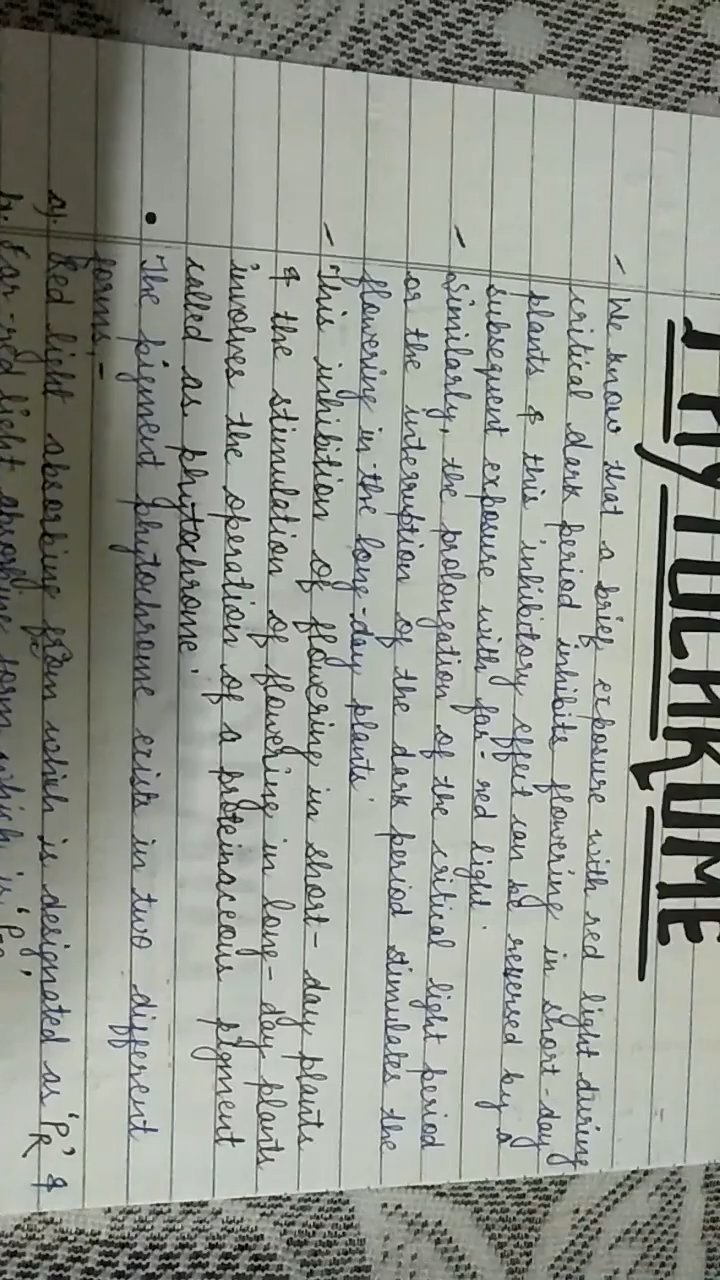 PHYTOCHROME
- We know that a brief exposure with red light during
critical dark period inhibits flowering in short-day
plants & this inhibitory effect can be reversed by a
subsequent exposure with far-red light.
- Similarly, the prolongation of the critical light period
or the interruption of the dark period stimulates the
flowering in the long-day plants.
- This inhibition of flowering in short-day plants
& the stimulation of flowering in long-day plants
involves the operation of a proteinaceous pigment
called as phytochrome.
• The pigment phytochrome exists in two different
forms,-
a). Red light absorbing from which is designated as 'PR' &
b). Far-red light absorbing form which is 'PFR'